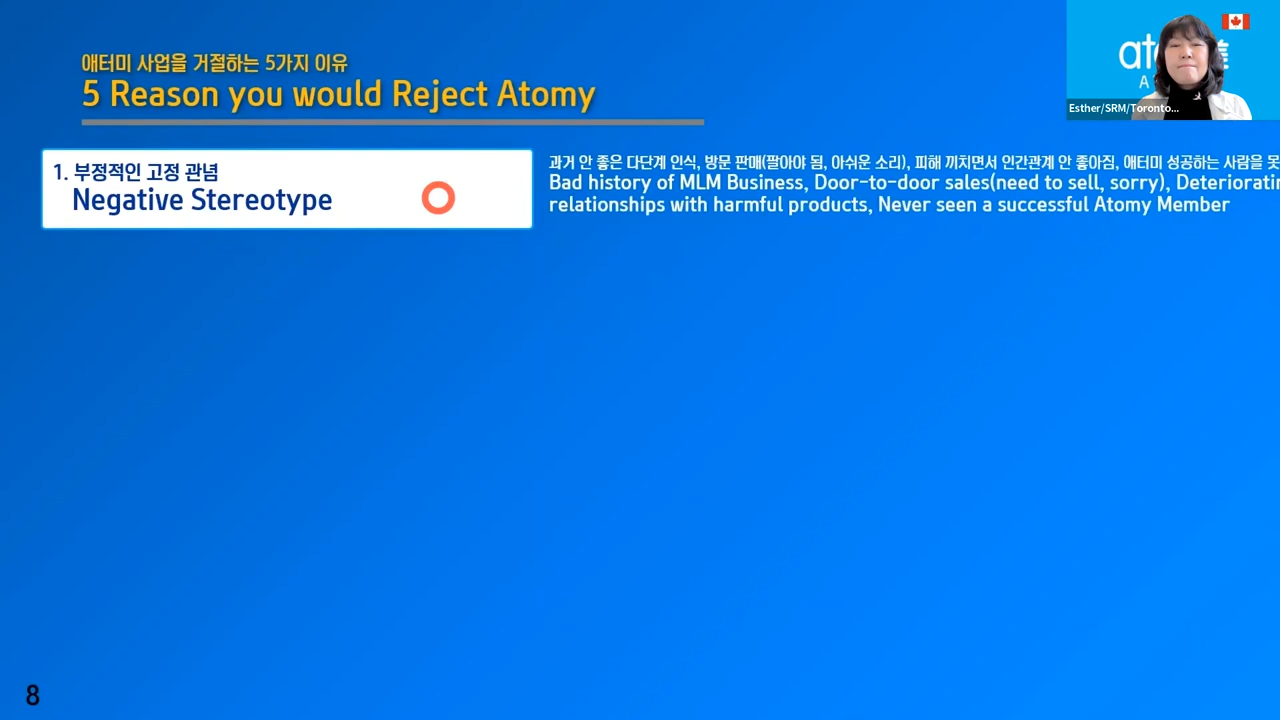 애터미 사업을 거절하는 5가지 이유
5 Reason you would Reject Atomy
1. 부정적인 고정 관념
Negative Stereotype
과거 안 좋은 다단계 인식, 방문 판매(팔아야 됨, 아쉬운 소리), 피해 끼치면서 인간관계 안 좋아짐, 애터미 성공하는 사람을 못
Bad history of MLM Business, Door-to-door sales(need to sell, sorry), Deterioratin
relationships with harmful products, Never seen a successful Atomy Member
Esther/SRM/Toronto...
8